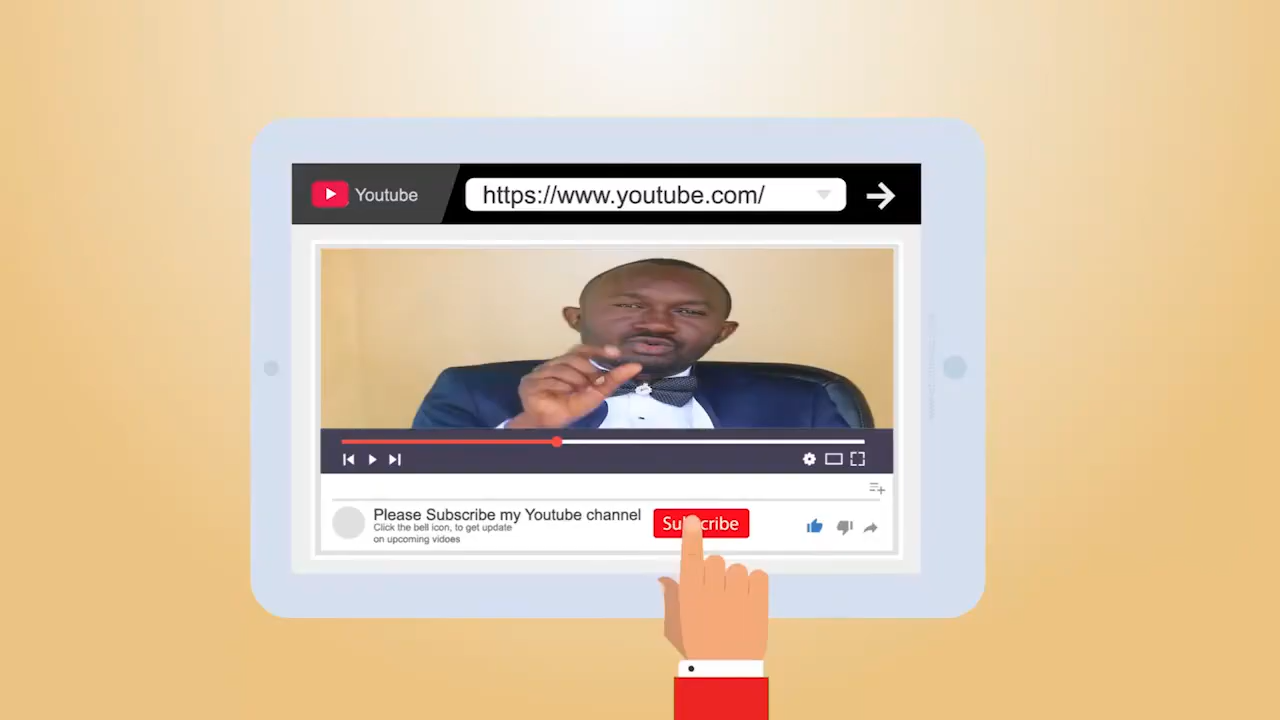 Youtube
https://www.youtube.com/
Please Subscribe my Youtube channel
Click the bell icon, to get update
on upcoming vidoes
Subscribe